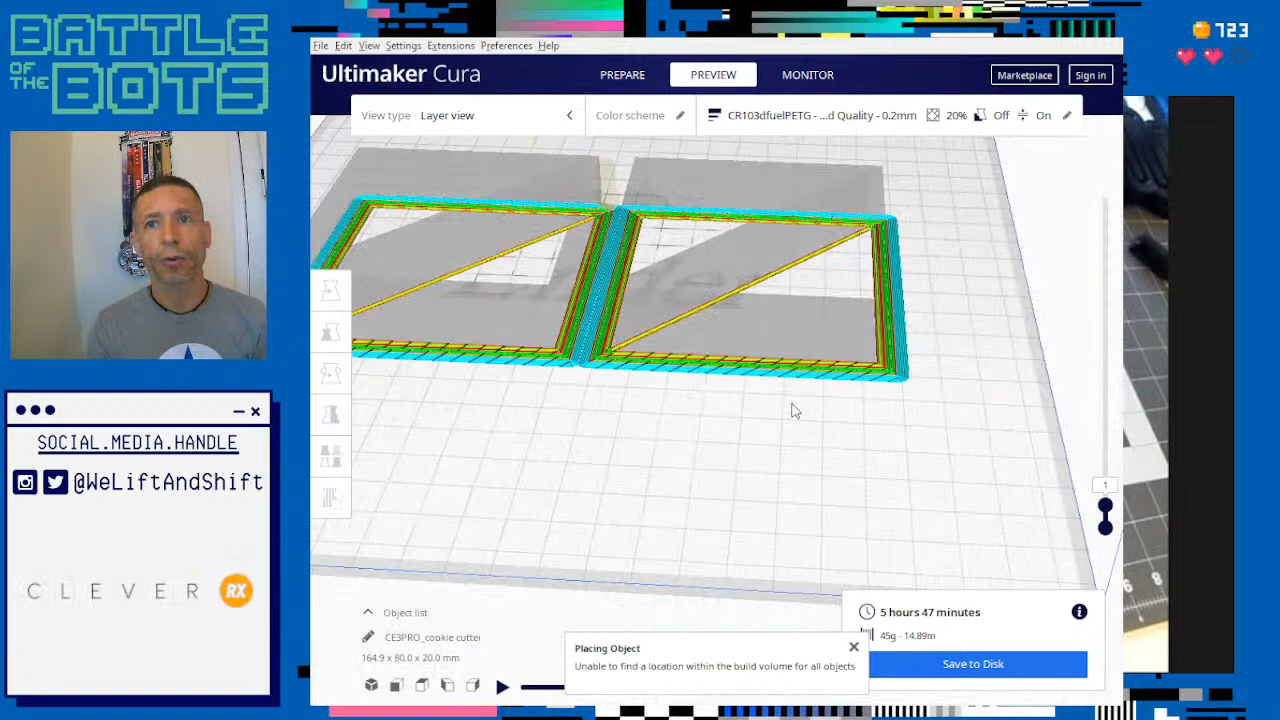 BATTLE
OF THE
BOTS
723
File Edit View Settings Extensions Preferences Help
Ultimaker Cura
PREPARE
PREVIEW
MONITOR
Marketplace
Sign in
View type Layer view
Color scheme
CR103dfuelPETG - ...d Quality - 0.2mm
20%
Off
On
1
SOCIAL.MEDIA.HANDLE
@WeLiftAndShift
CLEVER RX
Object list
CE3PRO_cookie cutter
164.9 x 80.0 x 20.0 mm
Placing Object
Unable to find a location within the build volume for all objects
5 hours 47 minutes
45g · 14.89m
Save to Disk
8